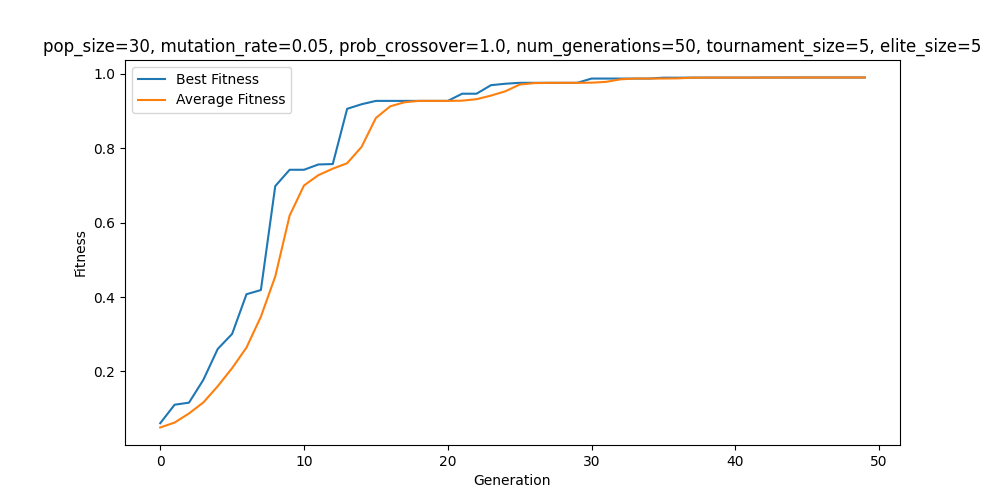 pop_size=30, mutation_rate=0.05, prob_crossover=1.0, num_generations=50, tournament_size=5, elite_size=5
Best Fitness
Average Fitness
1.0
0.8
0.6
0.4
0.2
Fitness
0 10 20 30 40 50
Generation